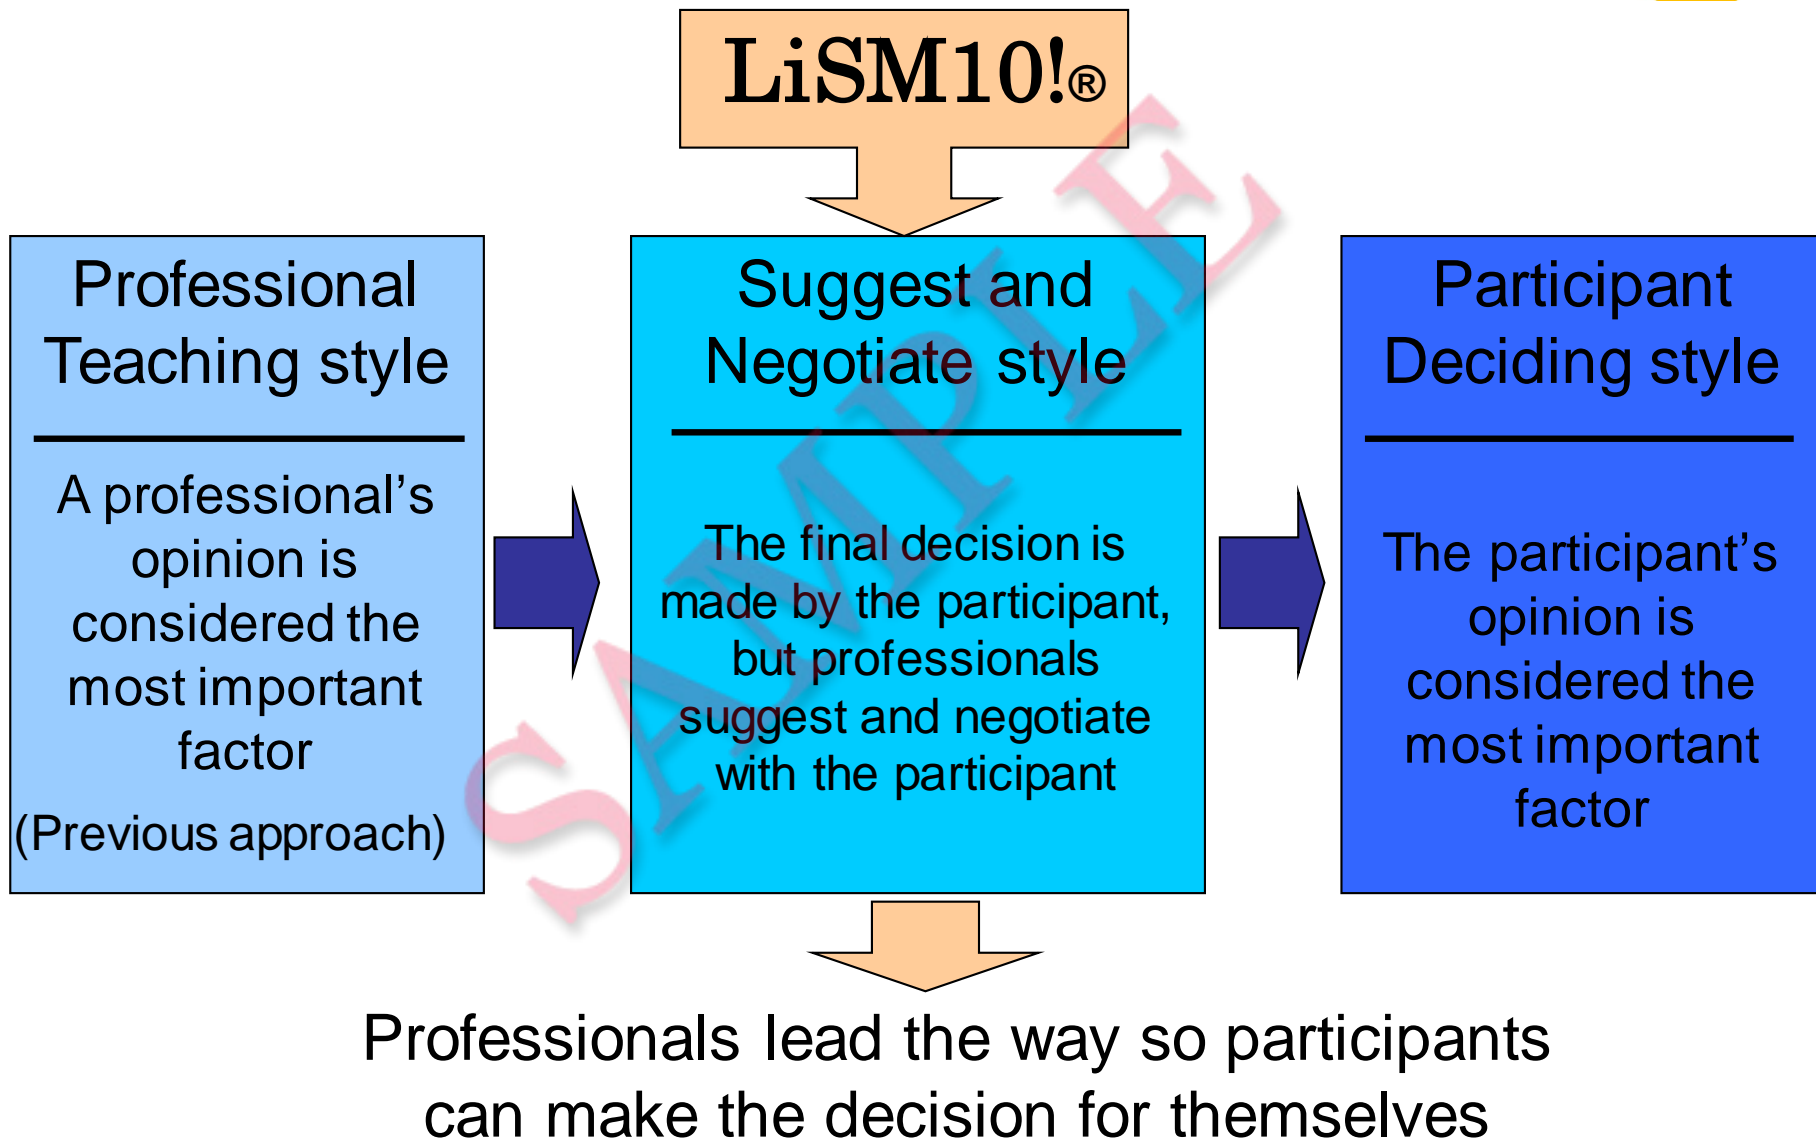 LiSM10!®
Professional
Teaching style
A professional’s
opinion is
considered the
most important
factor
(Previous approach)
Suggest and
Negotiate style
The final decision is
made by the participant,
but professionals
suggest and negotiate
with the participant
Participant
Deciding style
The participant’s
opinion is
considered the
most important
factor
Professionals lead the way so participants
can make the decision for themselves
SAMPLE